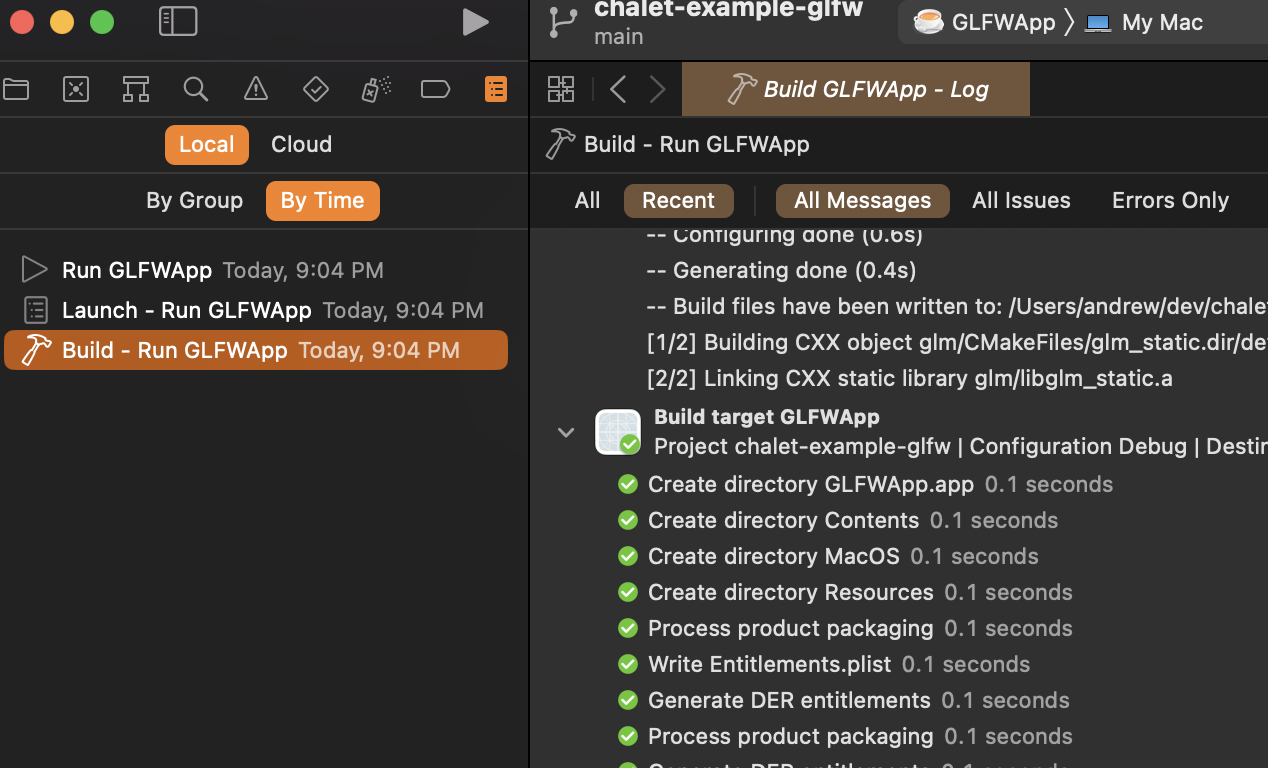 chalet-example-glfw
main
GLFWApp 〉 My Mac
Build GLFWApp - Log
Local Cloud
Build - Run GLFWApp
By Group By Time
All Recent All Messages All Issues Errors Only
Run GLFWApp Today, 9:04 PM
Launch - Run GLFWApp Today, 9:04 PM
Build - Run GLFWApp Today, 9:04 PM
-- Configuring done (0.6s)
-- Generating done (0.4s)
-- Build files have been written to: /Users/andrew/dev/chalet
[1/2] Building CXX object glm/CMakeFiles/glm_static.dir/de
[2/2] Linking CXX static library glm/libglm_static.a
Build target GLFWApp
Project chalet-example-glfw | Configuration Debug | Destin
Create directory GLFWApp.app 0.1 seconds
Create directory Contents 0.1 seconds
Create directory MacOS 0.1 seconds
Create directory Resources 0.1 seconds
Process product packaging 0.1 seconds
Write Entitlements.plist 0.1 seconds
Generate DER entitlements 0.1 seconds
Process product packaging 0.1 seconds
Generate DER entitlements 0.1 seconds